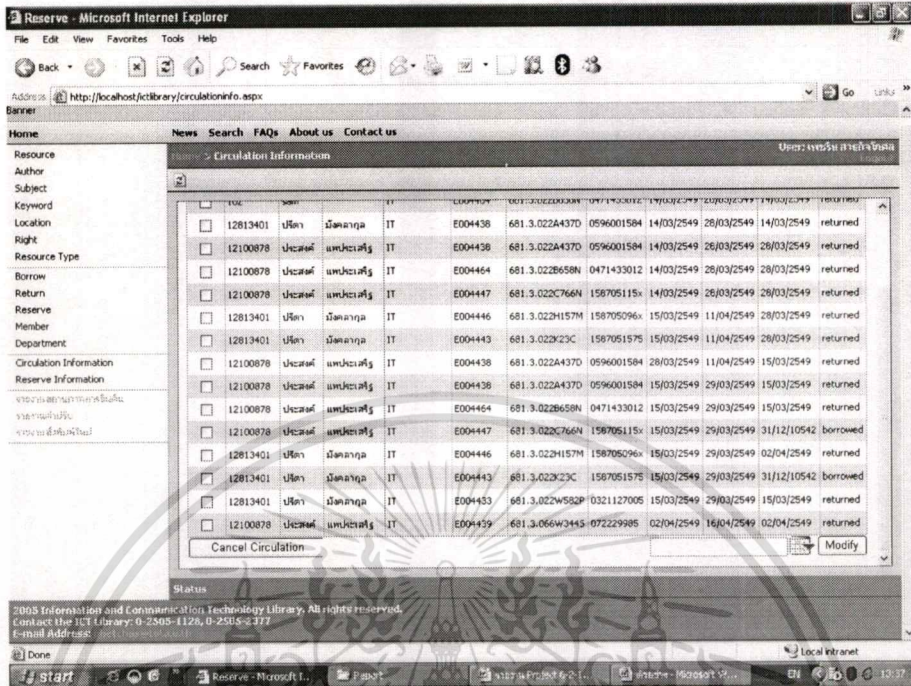 Reserve - Microsoft Internet Explorer
File Edit View Favorites Tools Help
Back Search Favorites
Address http://localhost/ictlibrary/circulationinfo.aspx Go Links
Banner
Home News Search FAQs About us Contact us
Home > Circulation Information User: Logout
Resource
Author
Subject
Keyword
Location
Right
Resource Type
Borrow
Return
Reserve
Member
Department
Circulation Information
Reserve Information
12813401 ปรีดา มังคลากุล IT E004438 681.3.022A437D 0596001584 14/03/2549 28/03/2549 14/03/2549 returned
12100878 ประสงค์ แพประเสริฐ IT E004438 681.3.022A437D 0596001584 14/03/2549 28/03/2549 28/03/2549 returned
12100878 ประสงค์ แพประเสริฐ IT E004464 681.3.022B658N 0471433012 14/03/2549 28/03/2549 28/03/2549 returned
12100878 ประสงค์ แพประเสริฐ IT E004447 681.3.022C766N 158705115x 14/03/2549 28/03/2549 28/03/2549 returned
12813401 ปรีดา มังคลากุล IT E004446 681.3.022H157M 158705096x 15/03/2549 11/04/2549 28/03/2549 returned
12813401 ปรีดา มังคลากุล IT E004443 681.3.022K23C 1587051575 15/03/2549 11/04/2549 28/03/2549 returned
12100878 ประสงค์ แพประเสริฐ IT E004438 681.3.022A437D 0596001584 28/03/2549 11/04/2549 15/03/2549 returned
12100878 ประสงค์ แพประเสริฐ IT E004438 681.3.022A437D 0596001584 15/03/2549 29/03/2549 15/03/2549 returned
12100878 ประสงค์ แพประเสริฐ IT E004464 681.3.022B658N 0471433012 15/03/2549 29/03/2549 15/03/2549 returned
12100878 ประสงค์ แพประเสริฐ IT E004447 681.3.022C766N 158705115x 15/03/2549 29/03/2549 31/12/10542 borrowed
12813401 ปรีดา มังคลากุล IT E004446 681.3.022H157M 158705096x 15/03/2549 29/03/2549 02/04/2549 returned
12813401 ปรีดา มังคลากุล IT E004443 681.3.022K23C 1587051575 15/03/2549 29/03/2549 31/12/10542 borrowed
12813401 ปรีดา มังคลากุล IT E004433 681.3.022W582P 0321127005 15/03/2549 29/03/2549 15/03/2549 returned
12100878 ประสงค์ แพประเสริฐ IT E004439 681.3.066W3445 072229985 02/04/2549 16/04/2549 02/04/2549 returned
Cancel Circulation Modify
Status
2005 Information and Communication Technology Library. All rights reserved.
Contact the ICT Library: 0-2505-1128, 0-2505-2377
E-mail Address:
Done Local intranet
start Reserve - Microsoft I... Report EN 13:37